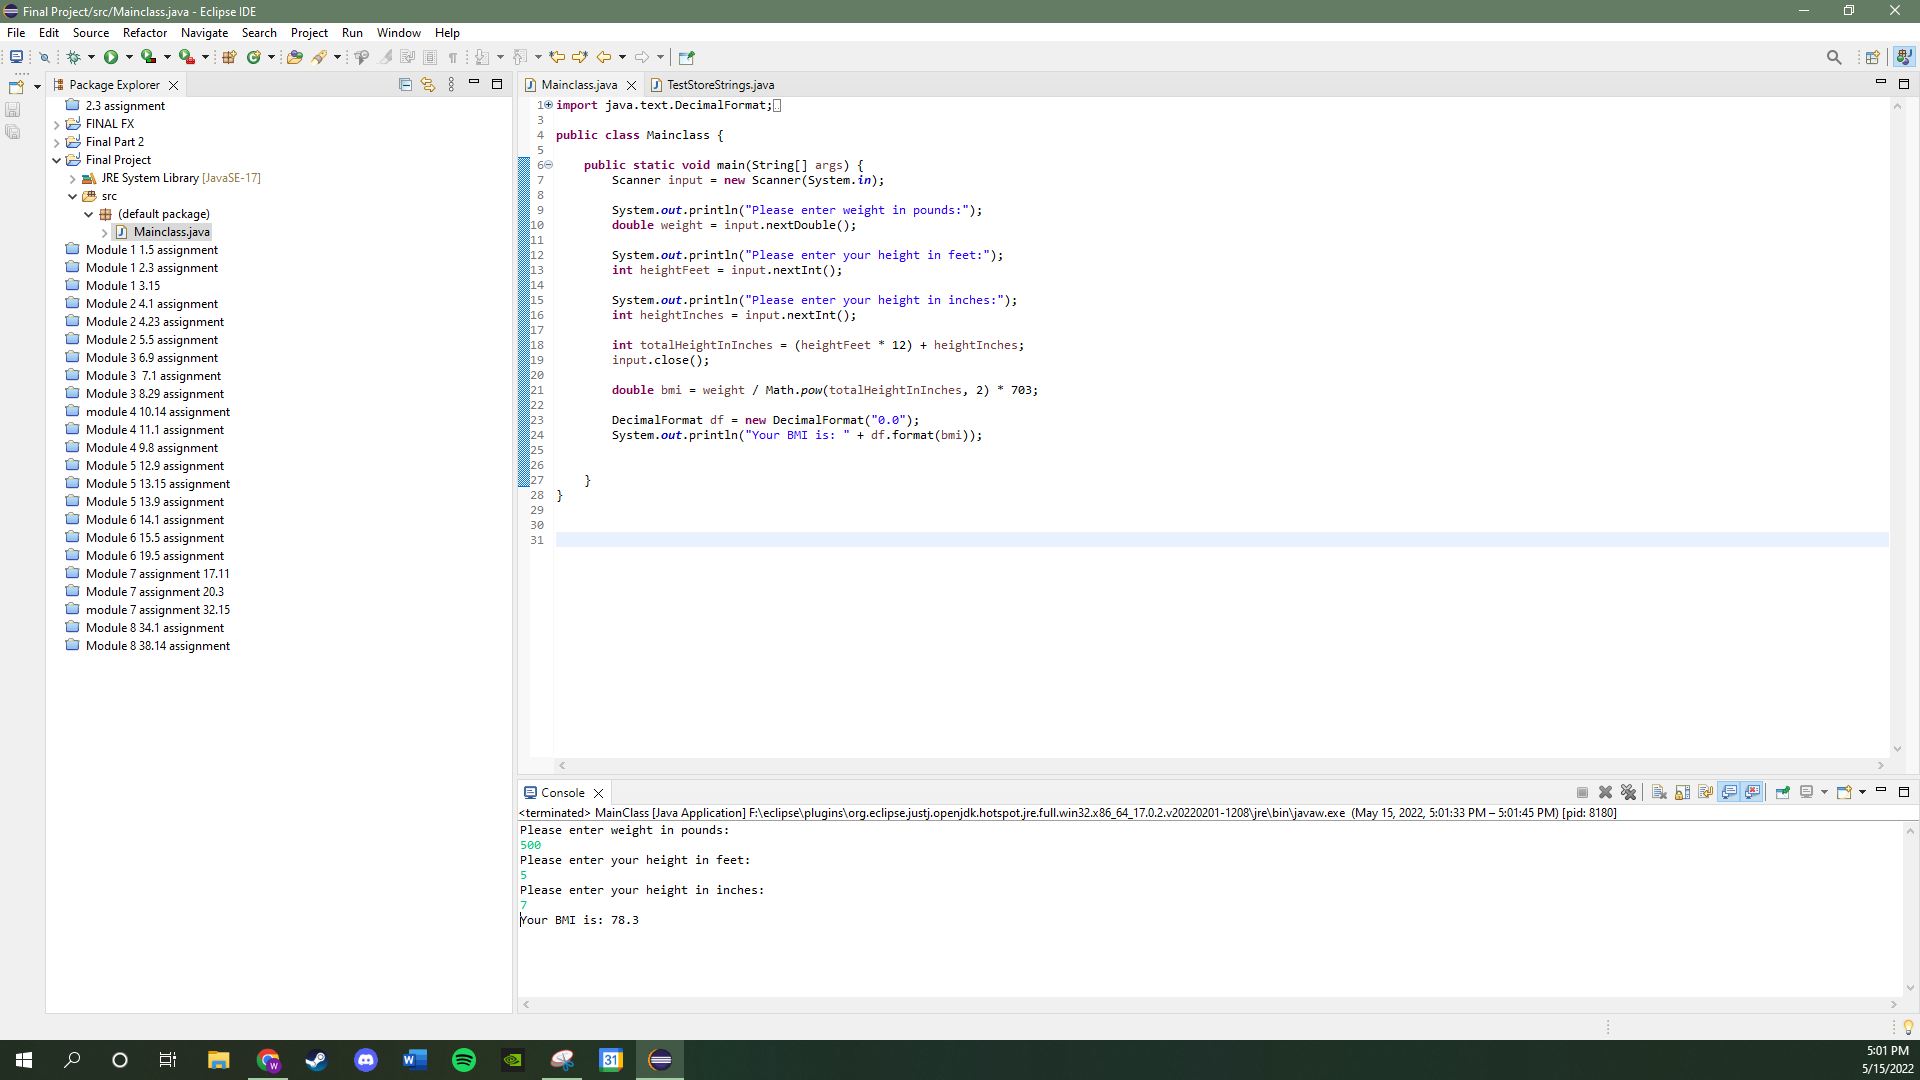 Final Project/src/Mainclass.java - Eclipse IDE
File Edit Source Refactor Navigate Search Project Run Window Help
Package Explorer
2.3 assignment
FINAL FX
Final Part 2
Final Project
JRE System Library [JavaSE-17]
src
(default package)
Mainclass.java
Module 1 1.5 assignment
Module 1 2.3 assignment
Module 1 3.15
Module 2 4.1 assignment
Module 2 4.23 assignment
Module 2 5.5 assignment
Module 3 6.9 assignment
Module 3  7.1 assignment
Module 3 8.29 assignment
module 4 10.14 assignment
Module 4 11.1 assignment
Module 4 9.8 assignment
Module 5 12.9 assignment
Module 5 13.15 assignment
Module 5 13.9 assignment
Module 6 14.1 assignment
Module 6 15.5 assignment
Module 6 19.5 assignment
Module 7 assignment 17.11
Module 7 assignment 20.3
module 7 assignment 32.15
Module 8 34.1 assignment
Module 8 38.14 assignment
Mainclass.java TestStoreStrings.java
1 import java.text.DecimalFormat;
3
4 public class Mainclass {
5
6     public static void main(String[] args) {
7         Scanner input = new Scanner(System.in);
8
9         System.out.println("Please enter weight in pounds:");
10         double weight = input.nextDouble();
11
12         System.out.println("Please enter your height in feet:");
13         int heightFeet = input.nextInt();
14
15         System.out.println("Please enter your height in inches:");
16         int heightInches = input.nextInt();
17
18         int totalHeightInInches = (heightFeet * 12) + heightInches;
19         input.close();
20
21         double bmi = weight / Math.pow(totalHeightInInches, 2) * 703;
22
23         DecimalFormat df = new DecimalFormat("0.0");
24         System.out.println("Your BMI is: " + df.format(bmi));
25
26
27     }
28 }
29
30
31
Console
<terminated> MainClass [Java Application] F:\eclipse\plugins\org.eclipse.justj.openjdk.hotspot.jre.full.win32.x86_64_17.0.2.v20220201-1208\jre\bin\javaw.exe (May 15, 2022, 5:01:33 PM – 5:01:45 PM) [pid: 8180]
Please enter weight in pounds:
500
Please enter your height in feet:
5
Please enter your height in inches:
7
Your BMI is: 78.3
W
W
31
5:01 PM
5/15/2022